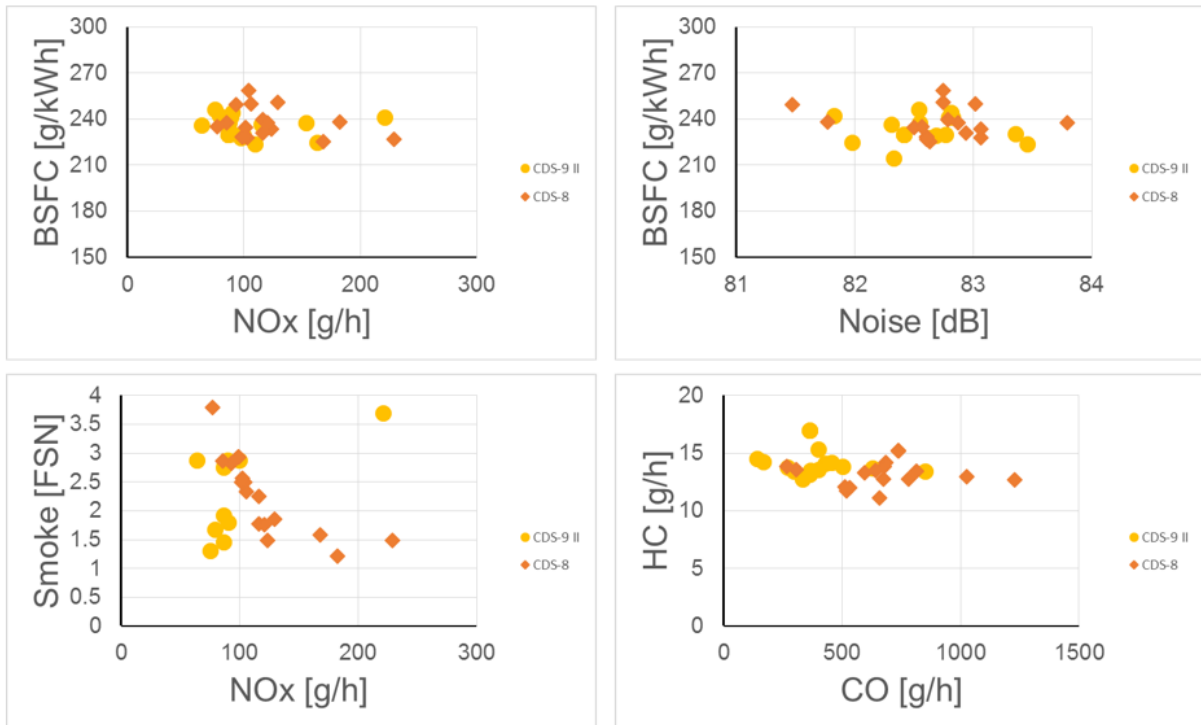 300
270
240
210
180
150
BSFC [g/kWh]
0 100 200 300
NOx [g/h]
CDS-9 II
CDS-8
300
270
240
210
180
150
BSFC [g/kWh]
81 82 83 84
Noise [dB]
CDS-9 II
CDS-8
4
3.5
3
2.5
2
1.5
1
0.5
0
Smoke [FSN]
0 100 200 300
NOx [g/h]
CDS-9 II
CDS-8
20
15
10
5
0
HC [g/h]
0 500 1000 1500
CO [g/h]
CDS-9 II
CDS-8